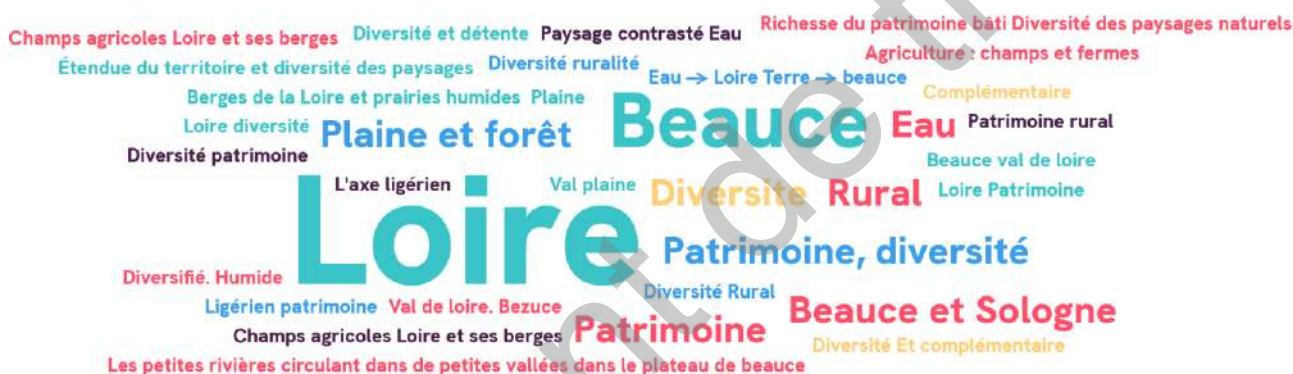 Richesse du patrimoine bâti Diversité des paysages naturels
Champs agricoles Loire et ses berges
Diversité et détente
Paysage contrasté Eau
Agriculture : champs et fermes
Étendue du territoire et diversité des paysages
Diversité ruralité
Eau → Loire Terre → beauce
Berges de la Loire et prairies humides Plaine
Complémentaire
Loire diversité
Plaine et forêt
Beauce
Eau
Patrimoine rural
Diversité patrimoine
Beauce val de loire
L'axe ligérien
Val plaine
Diversite
Rural
Loire Patrimoine
Loire
Patrimoine, diversité
Diversifié. Humide
Diversité Rural
Ligérien patrimoine
Val de loire. Bezuce
Beauce et Sologne
Champs agricoles Loire et ses berges
Patrimoine
Diversité Et complémentaire
Les petites rivières circulant dans de petites vallées dans le plateau de beauce